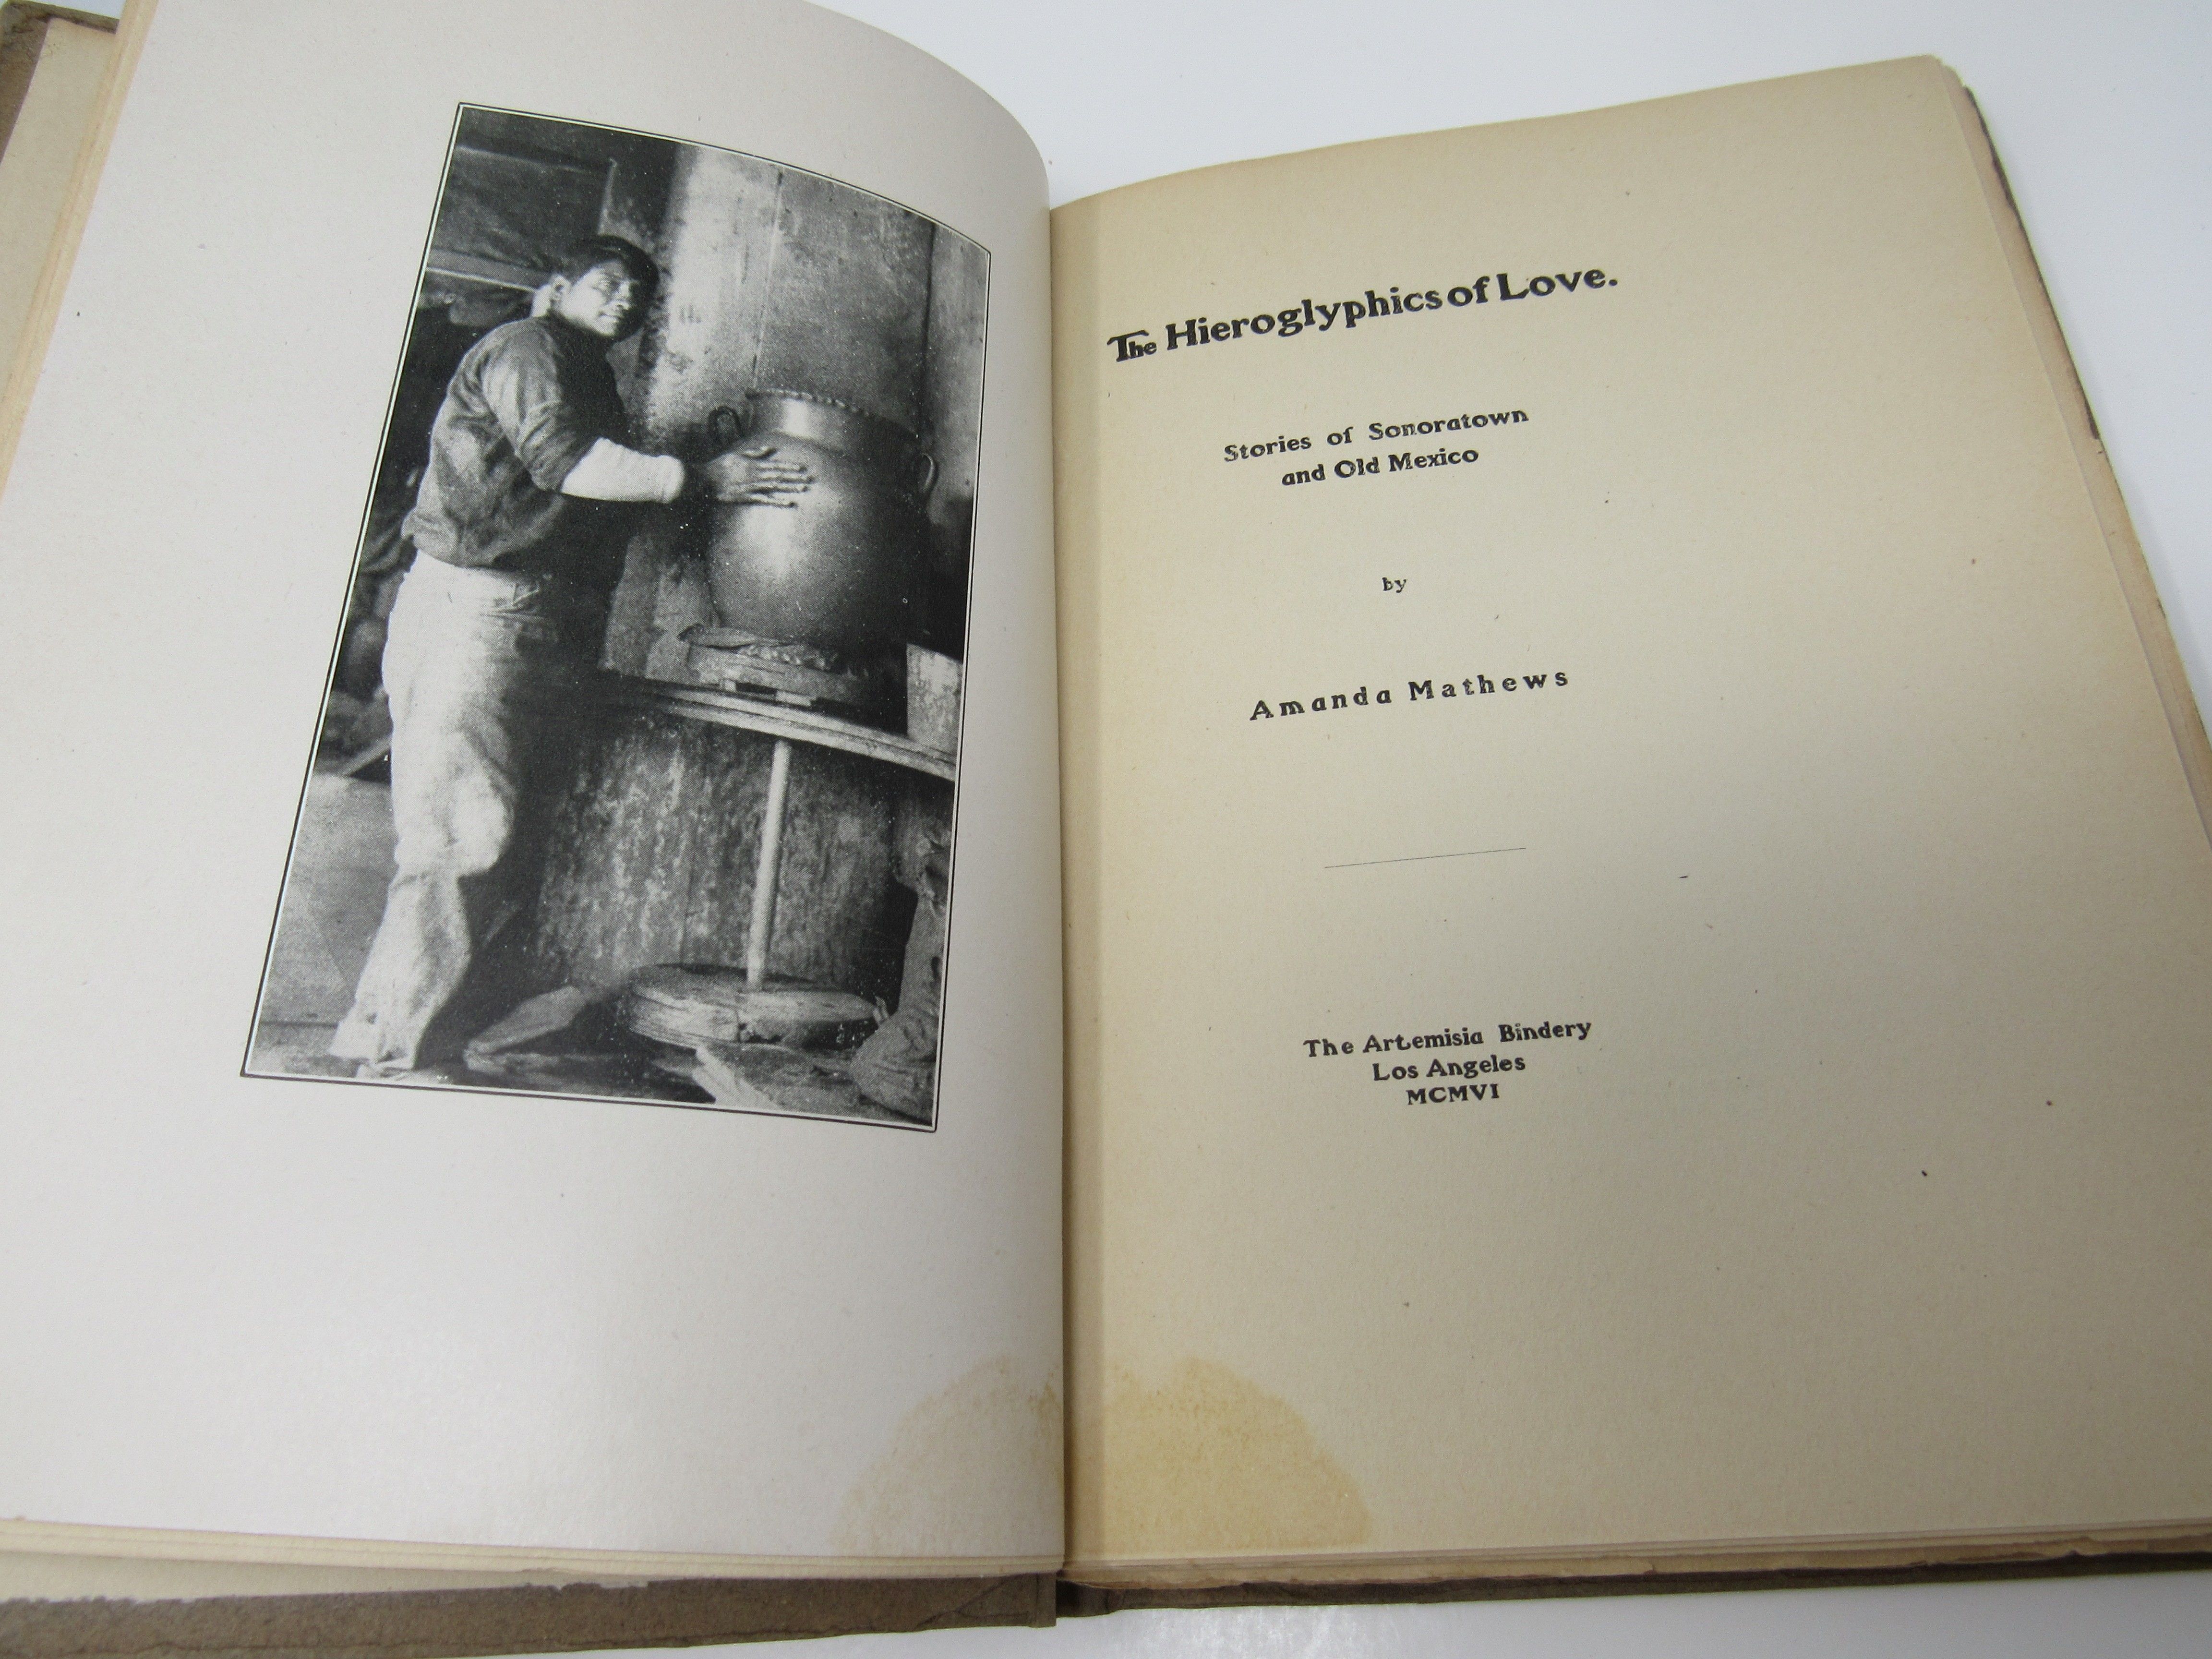 The Hieroglyphics of Love.
Stories of Sonoratown
and Old Mexico
by
Amanda Mathews
The Artemisia Bindery
Los Angeles
MCMVI